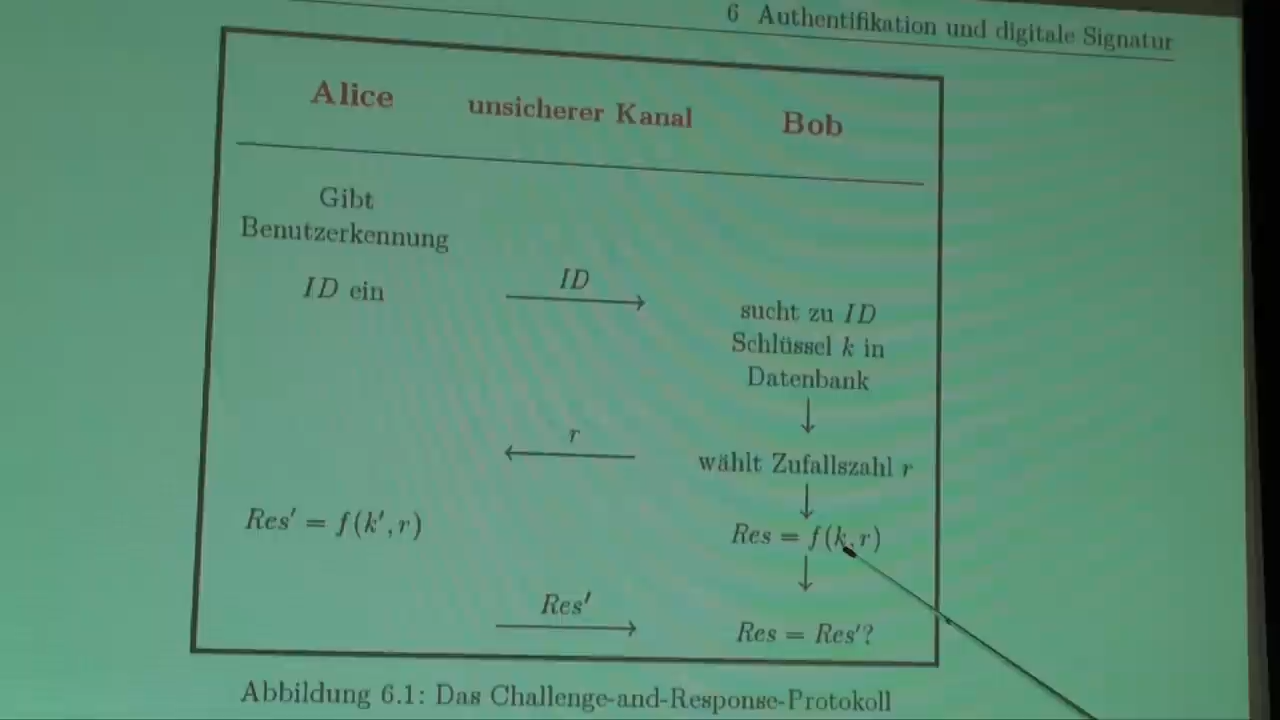 6 Authentifikation und digitale Signatur
Alice unsicherer Kanal Bob
Gibt
Benutzerkennung
ID ein
ID
sucht zu ID
Schlüssel k in
Datenbank
r
wählt Zufallszahl r
Res' = f(k', r)
Res = f(k, r)
Res'
Res = Res'?
Abbildung 6.1: Das Challenge-and-Response-Protokoll